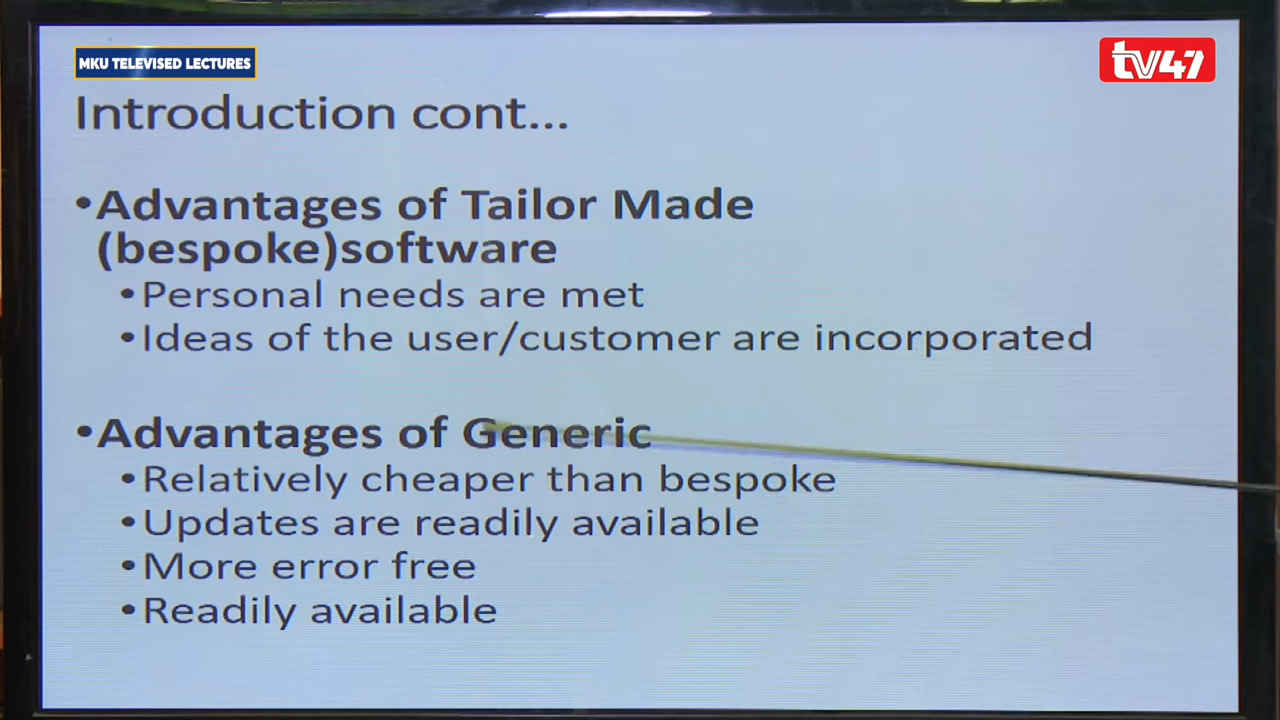 MKU TELEVISED LECTURES
tv47
Introduction cont...
•Advantages of Tailor Made
(bespoke)software
•Personal needs are met
•Ideas of the user/customer are incorporated
•Advantages of Generic
•Relatively cheaper than bespoke
•Updates are readily available
•More error free
•Readily available